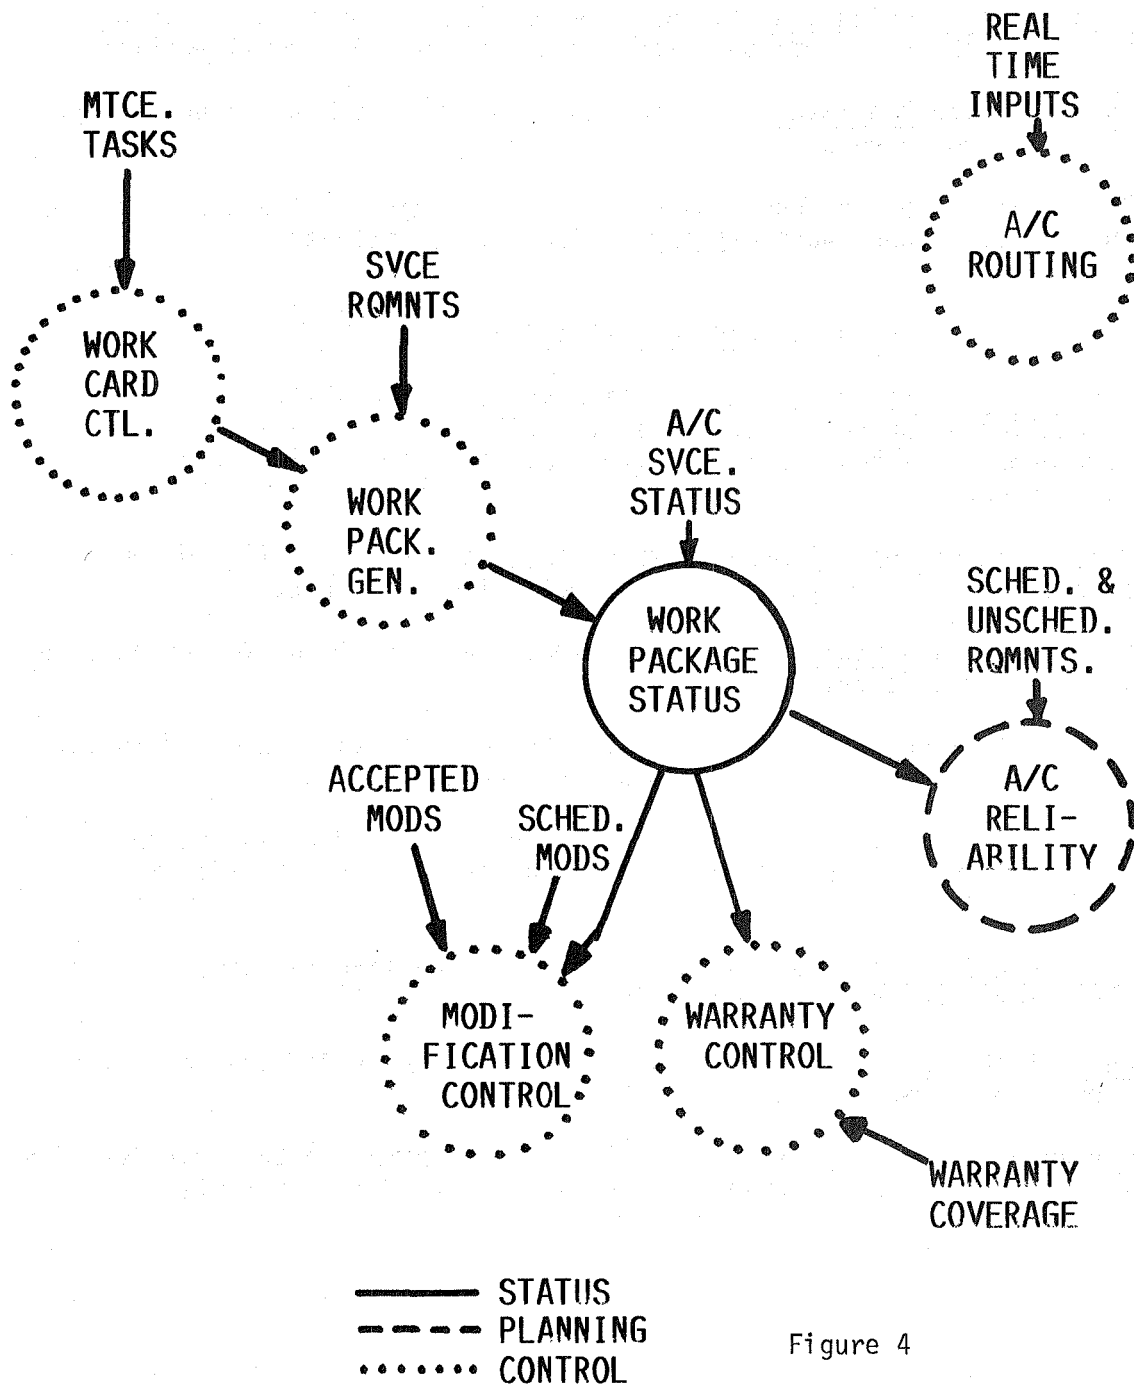 REAL
TIME
INPUTS
MTCE.
TASKS
A/C
ROUTING
SVCE
RQMNTS
WORK
CARD
CTL.
A/C
SVCE.
STATUS
WORK
PACK.
GEN.
SCHED. &
UNSCHED.
RQMNTS.
WORK
PACKAGE
STATUS
ACCEPTED
MODS
SCHED.
MODS
A/C
RELI-
ABILITY
MODI-
FICATION
CONTROL
WARRANTY
CONTROL
WARRANTY
COVERAGE
STATUS
PLANNING
CONTROL
Figure 4